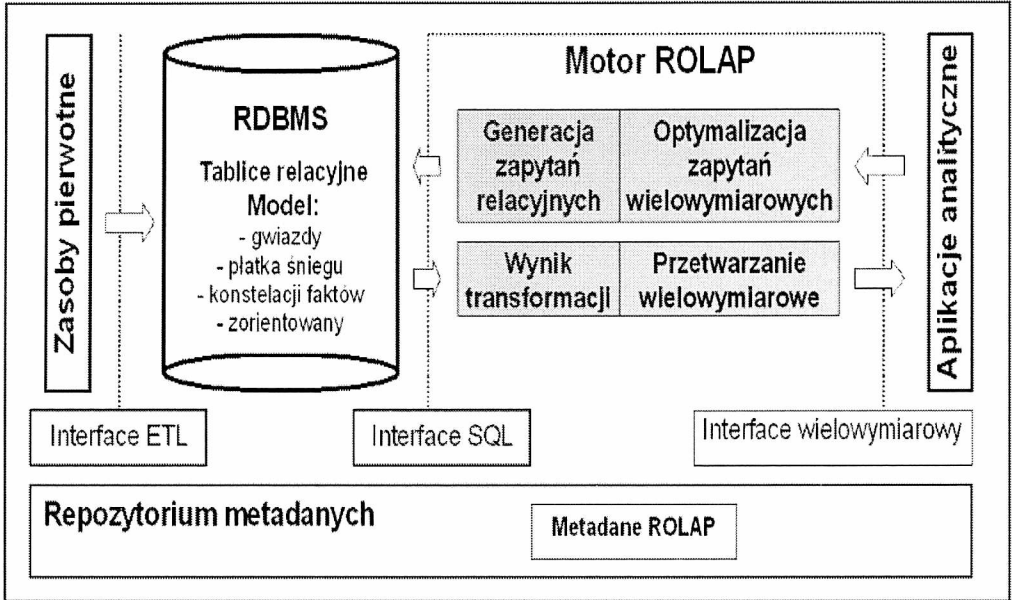 Zasoby pierwotne
RDBMS
Tablice relacyjne
Model:
- gwiazdy
- płatka śniegu
- konstelacji faktów
- zorientowany
Motor ROLAP
Generacja
zapytań
relacyjnych
Optymalizacja
zapytań
wielowymiarowych
Wynik
transformacji
Przetwarzanie
wielowymiarowe
Aplikacje analityczne
Interface ETL
Interface SQL
Interface wielowymiarowy
Repozytorium metadanych
Metadane ROLAP